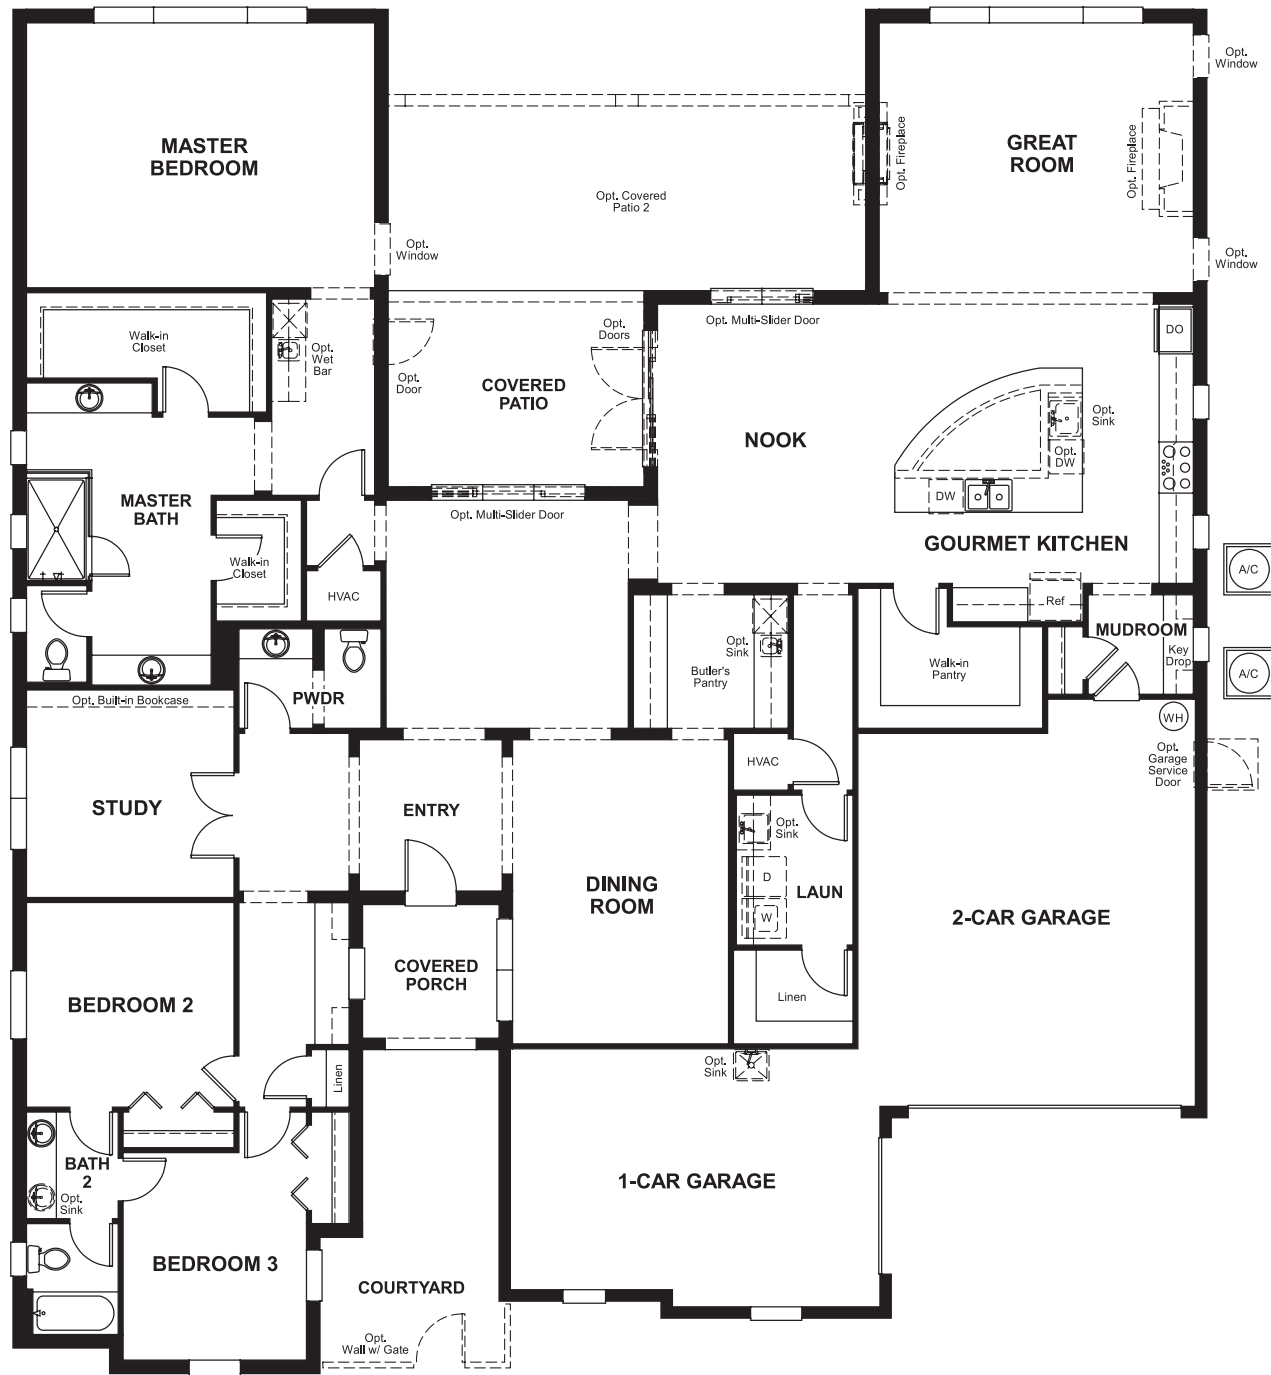 MASTER
BEDROOM
GREAT
ROOM
Opt.
Window
Opt. Fireplace
Opt. Fireplace
Opt. Covered
Patio 2
Opt.
Window
Opt.
Window
Walk-in
Closet
Opt.
Wet
Bar
Opt.
Door
COVERED
PATIO
Opt.
Doors
Opt. Multi-Slider Door
DO
NOOK
Opt.
Sink
Opt.
DW
DW
MASTER
BATH
Opt. Multi-Slider Door
GOURMET KITCHEN
Walk-in
Closet
HVAC
A/C
Ref
MUDROOM
Key
Drop
Opt.
Sink
Butler's
Pantry
Walk-in
Pantry
A/C
PWDR
Opt. Built-in Bookcase
WH
Opt.
Garage
Service
Door
HVAC
STUDY
ENTRY
Opt.
Sink
D
W
LAUN
DINING
ROOM
2-CAR GARAGE
COVERED
PORCH
BEDROOM 2
Linen
Linen
Opt.
Sink
BATH
2
Opt.
Sink
1-CAR GARAGE
BEDROOM 3
COURTYARD
Opt.
Wall w/ Gate